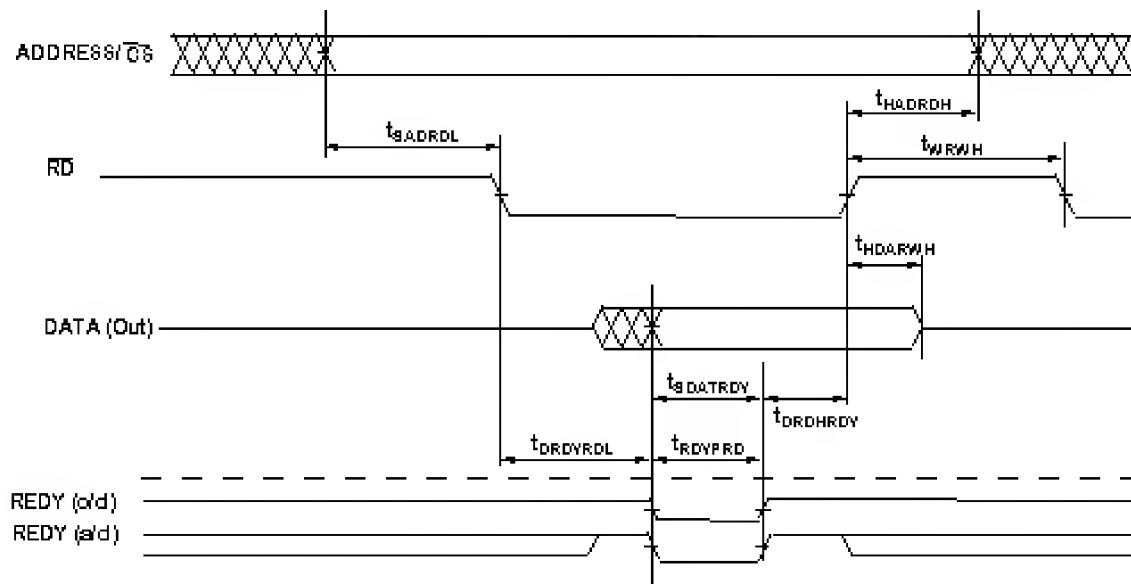 ADDRESS/CS
tHADRDH
tSADRDL
tWRWH
RD
tHDARWH
DATA (Out)
tSDATRDY
tDRDHRDY
tDRDYRDL
tRDYPRD
REDY (o/d)
REDY (a/d)